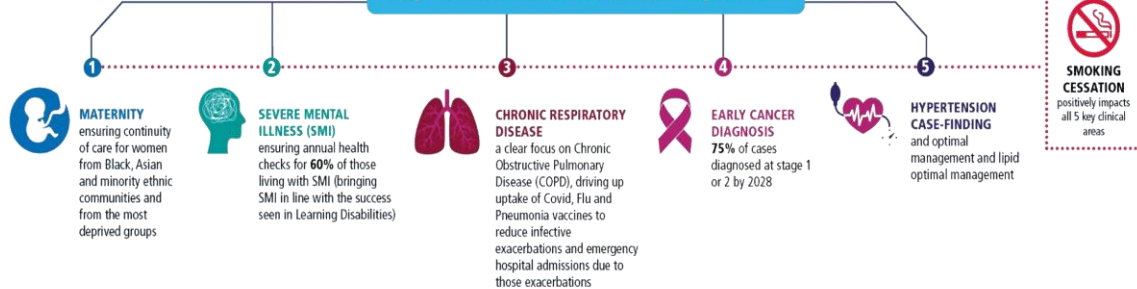 1
MATERNITY
ensuring continuity
of care for women
from Black, Asian
and minority ethnic
communities and
from the most
deprived groups
2
SEVERE MENTAL
ILLNESS (SMI)
ensuring annual health
checks for 60% of those
living with SMI (bringing
SMI in line with the success
seen in Learning Disabilities)
3
CHRONIC RESPIRATORY
DISEASE
a clear focus on Chronic
Obstructive Pulmonary
Disease (COPD), driving up
uptake of Covid, Flu and
Pneumonia vaccines to
reduce infective
exacerbations and emergency
hospital admissions due to
those exacerbations
4
EARLY CANCER
DIAGNOSIS
75% of cases
diagnosed at stage 1
or 2 by 2028
5
HYPERTENSION
CASE-FINDING
and optimal
management and lipid
optimal management
SMOKING
CESSATION
positively impacts
all 5 key clinical
areas